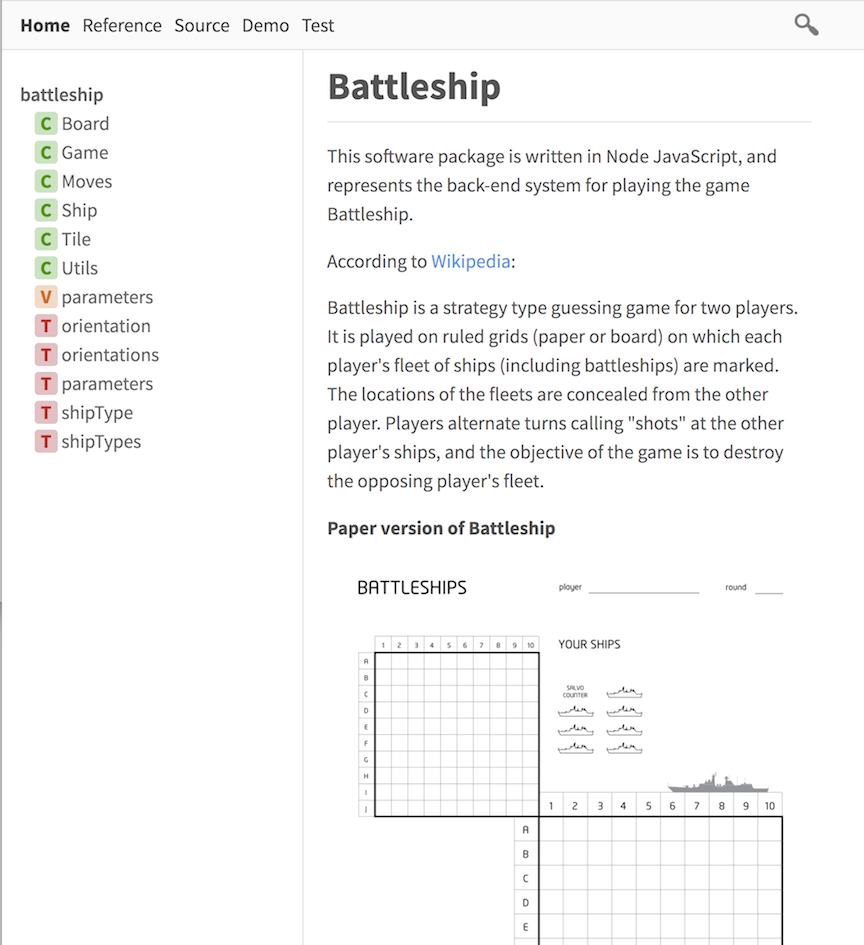 Home Reference Source Demo Test
battleship
C Board
C Game
C Moves
C Ship
C Tile
C Utils
V parameters
T orientation
T orientations
T parameters
T shipType
T shipTypes
Battleship
This software package is written in Node JavaScript, and
represents the back-end system for playing the game
Battleship.
According to Wikipedia:
Battleship is a strategy type guessing game for two players.
It is played on ruled grids (paper or board) on which each
player's fleet of ships (including battleships) are marked.
The locations of the fleets are concealed from the other
player. Players alternate turns calling "shots" at the other
player's ships, and the objective of the game is to destroy
the opposing player's fleet.
Paper version of Battleship
BATTLESHIPS
player
round
1 2 3 4 5 6 7 8 9 10
A
B
C
D
E
F
G
H
I
J
YOUR SHIPS
SALVO
COUNTER
1 2 3 4 5 6 7 8 9 10
A
B
C
D
E